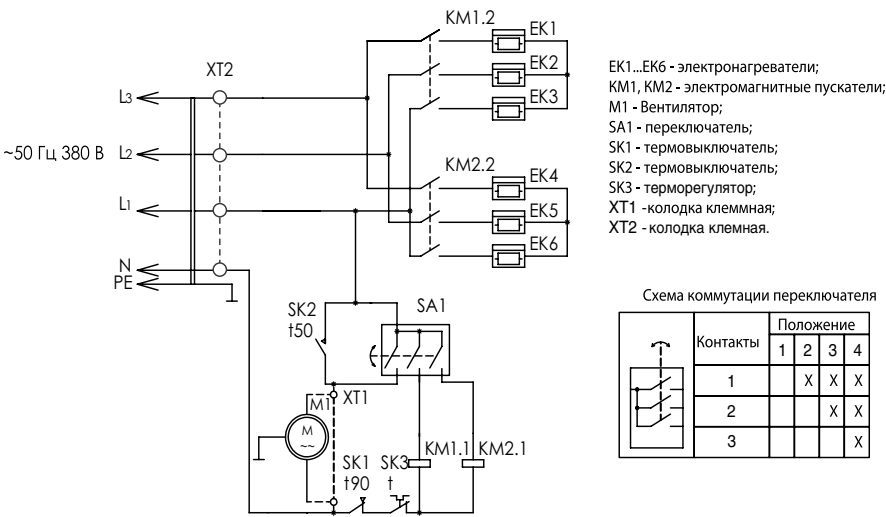 KM1.2
EK1
EK2
EK3
XT2
L3
~50 Гц 380 В L2
L1
N
PE
KM2.2
EK4
EK5
EK6
SK2
t50
SA1
M1
XT1
M
~~
SK1
t90
SK3
t
KM1.1
KM2.1
EK1...EK6 - электронагреватели;
KM1, KM2 - электромагнитные пускатели;
M1 - Вентилятор;
SA1 - переключатель;
SK1 - термовыключатель;
SK2 - термовыключатель;
SK3 - терморегулятор;
XT1 -колодка клеммная;
XT2 - колодка клемная.
Схема коммутации переключателя
Контакты Положение
1 2 3 4
1 X X X
2 X X
3 X